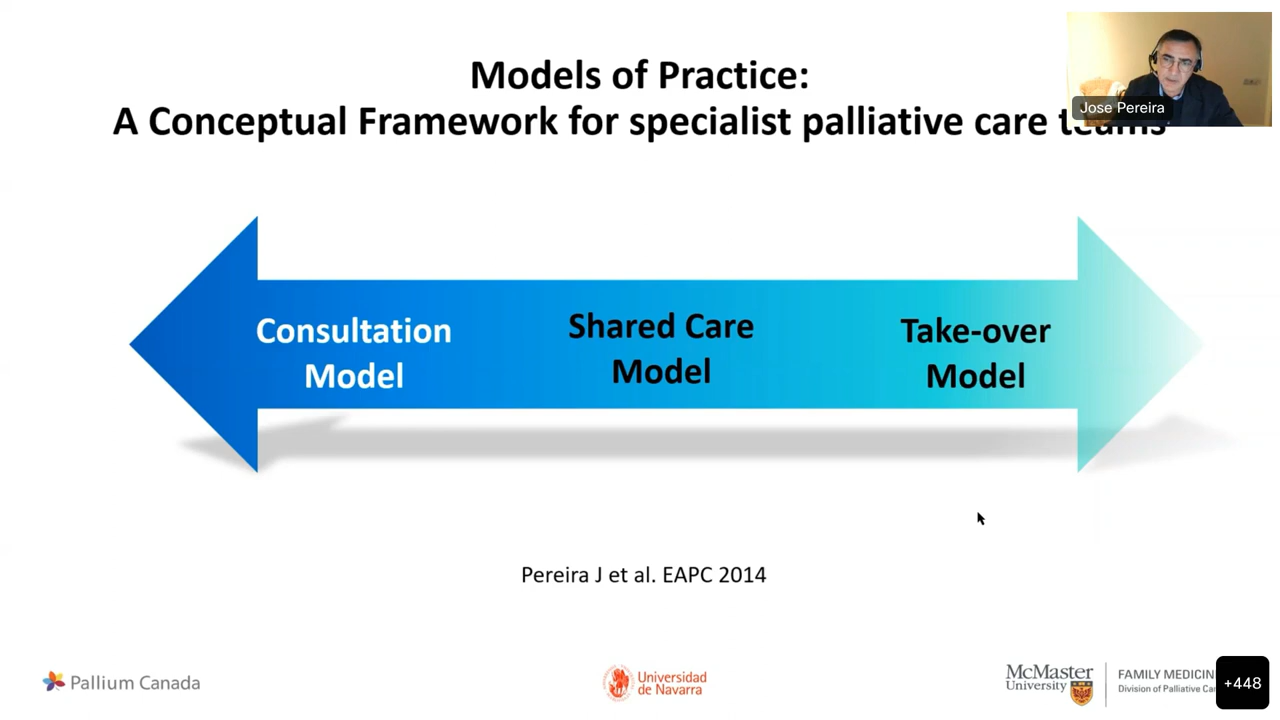 Models of Practice:
A Conceptual Framework for specialist palliative care teams
Jose Pereira
Consultation
Model
Shared Care
Model
Take-over
Model
Pereira J et al. EAPC 2014
Pallium Canada
Universidad
de Navarra
McMaster
University
FAMILY MEDICIN
Division of Palliative Car
+448